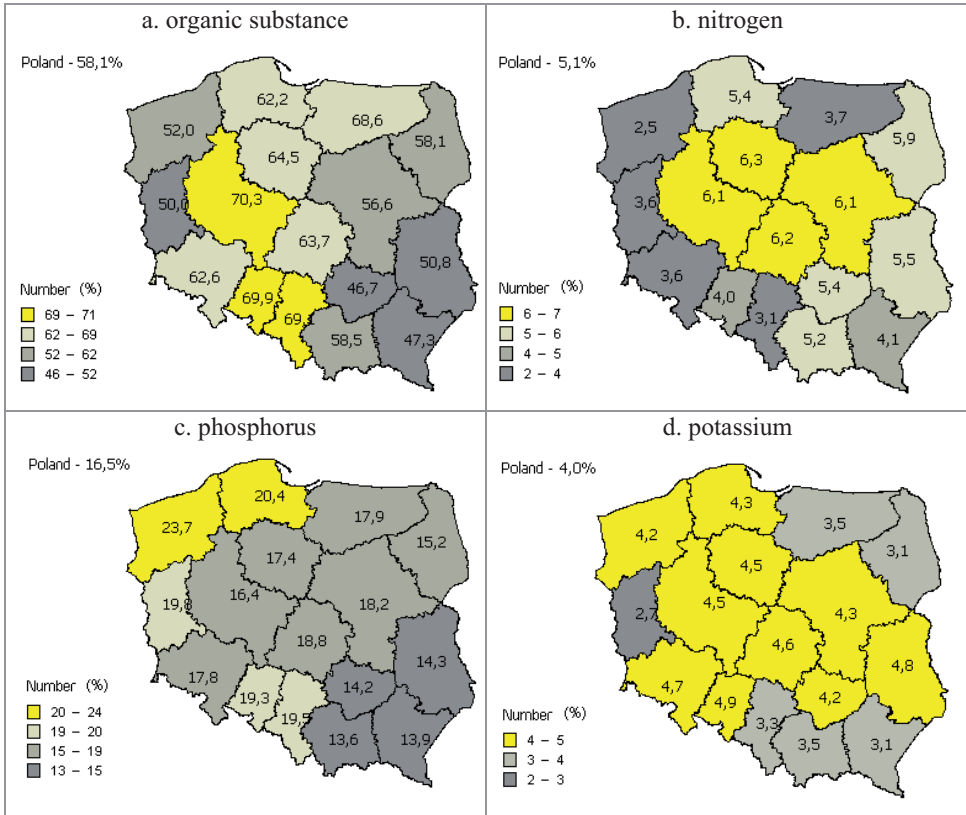 a. organic substance
Poland - 58,1%
62,2
68,6
52,0
58,1
64,5
50,0
70,3
56,6
63,7
50,8
62,6
46,7
69,9
69,
58,5
47,3
Number (%)
69 – 71
62 – 69
52 – 62
46 – 52
b. nitrogen
Poland - 5,1%
5,4
3,7
2,5
5,9
6,3
3,6
6,1
6,1
6,2
5,5
3,6
5,4
4,0
3,1
5,2
4,1
Number (%)
6 – 7
5 – 6
4 – 5
2 – 4
c. phosphorus
Poland - 16,5%
20,4
17,9
23,7
15,2
17,4
19,8
16,4
18,2
18,8
14,3
17,8
14,2
19,3
19,5
13,6
13,9
Number (%)
20 – 24
19 – 20
15 – 19
13 – 15
d. potassium
Poland - 4,0%
4,3
3,5
4,2
3,1
4,5
2,7
4,5
4,3
4,6
4,8
4,7
4,2
4,9
3,3
3,5
3,1
Number (%)
4 – 5
3 – 4
2 – 3